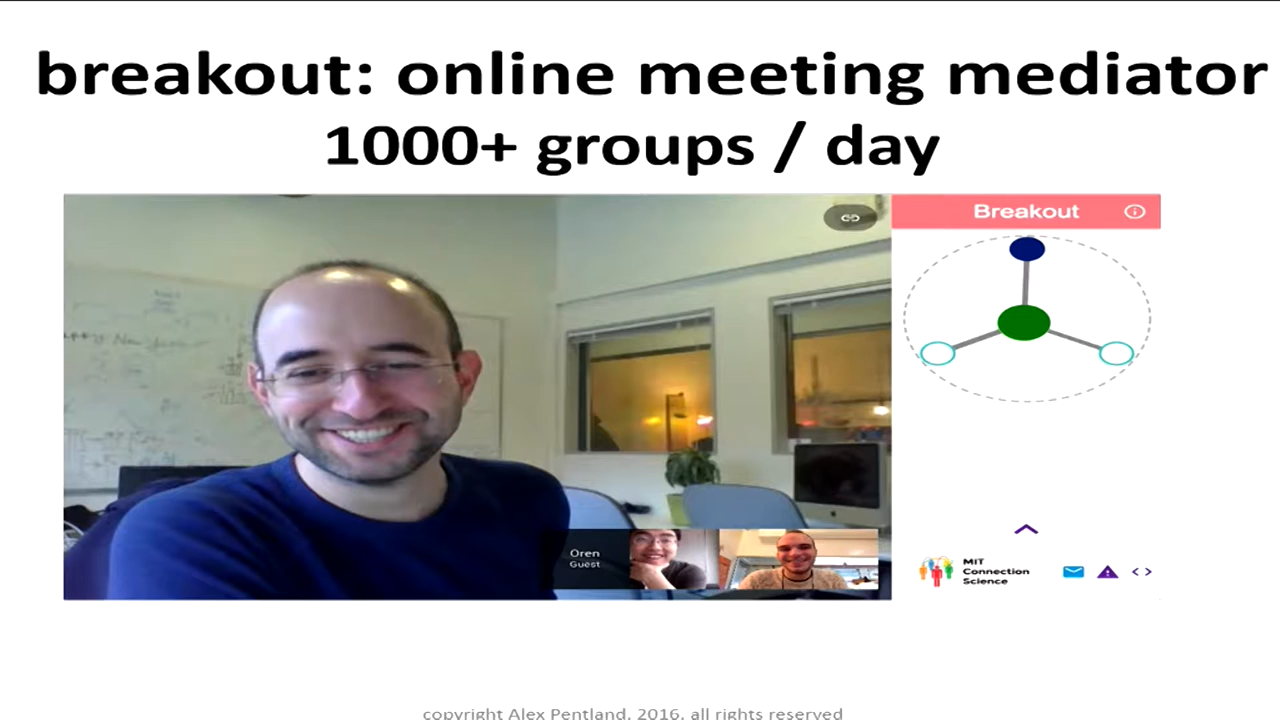 breakout: online meeting mediator
1000+ groups / day
Breakout
Oren
Guest
MIT
Connection
Science
copyright Alex Pentland, 2016, all rights reserved